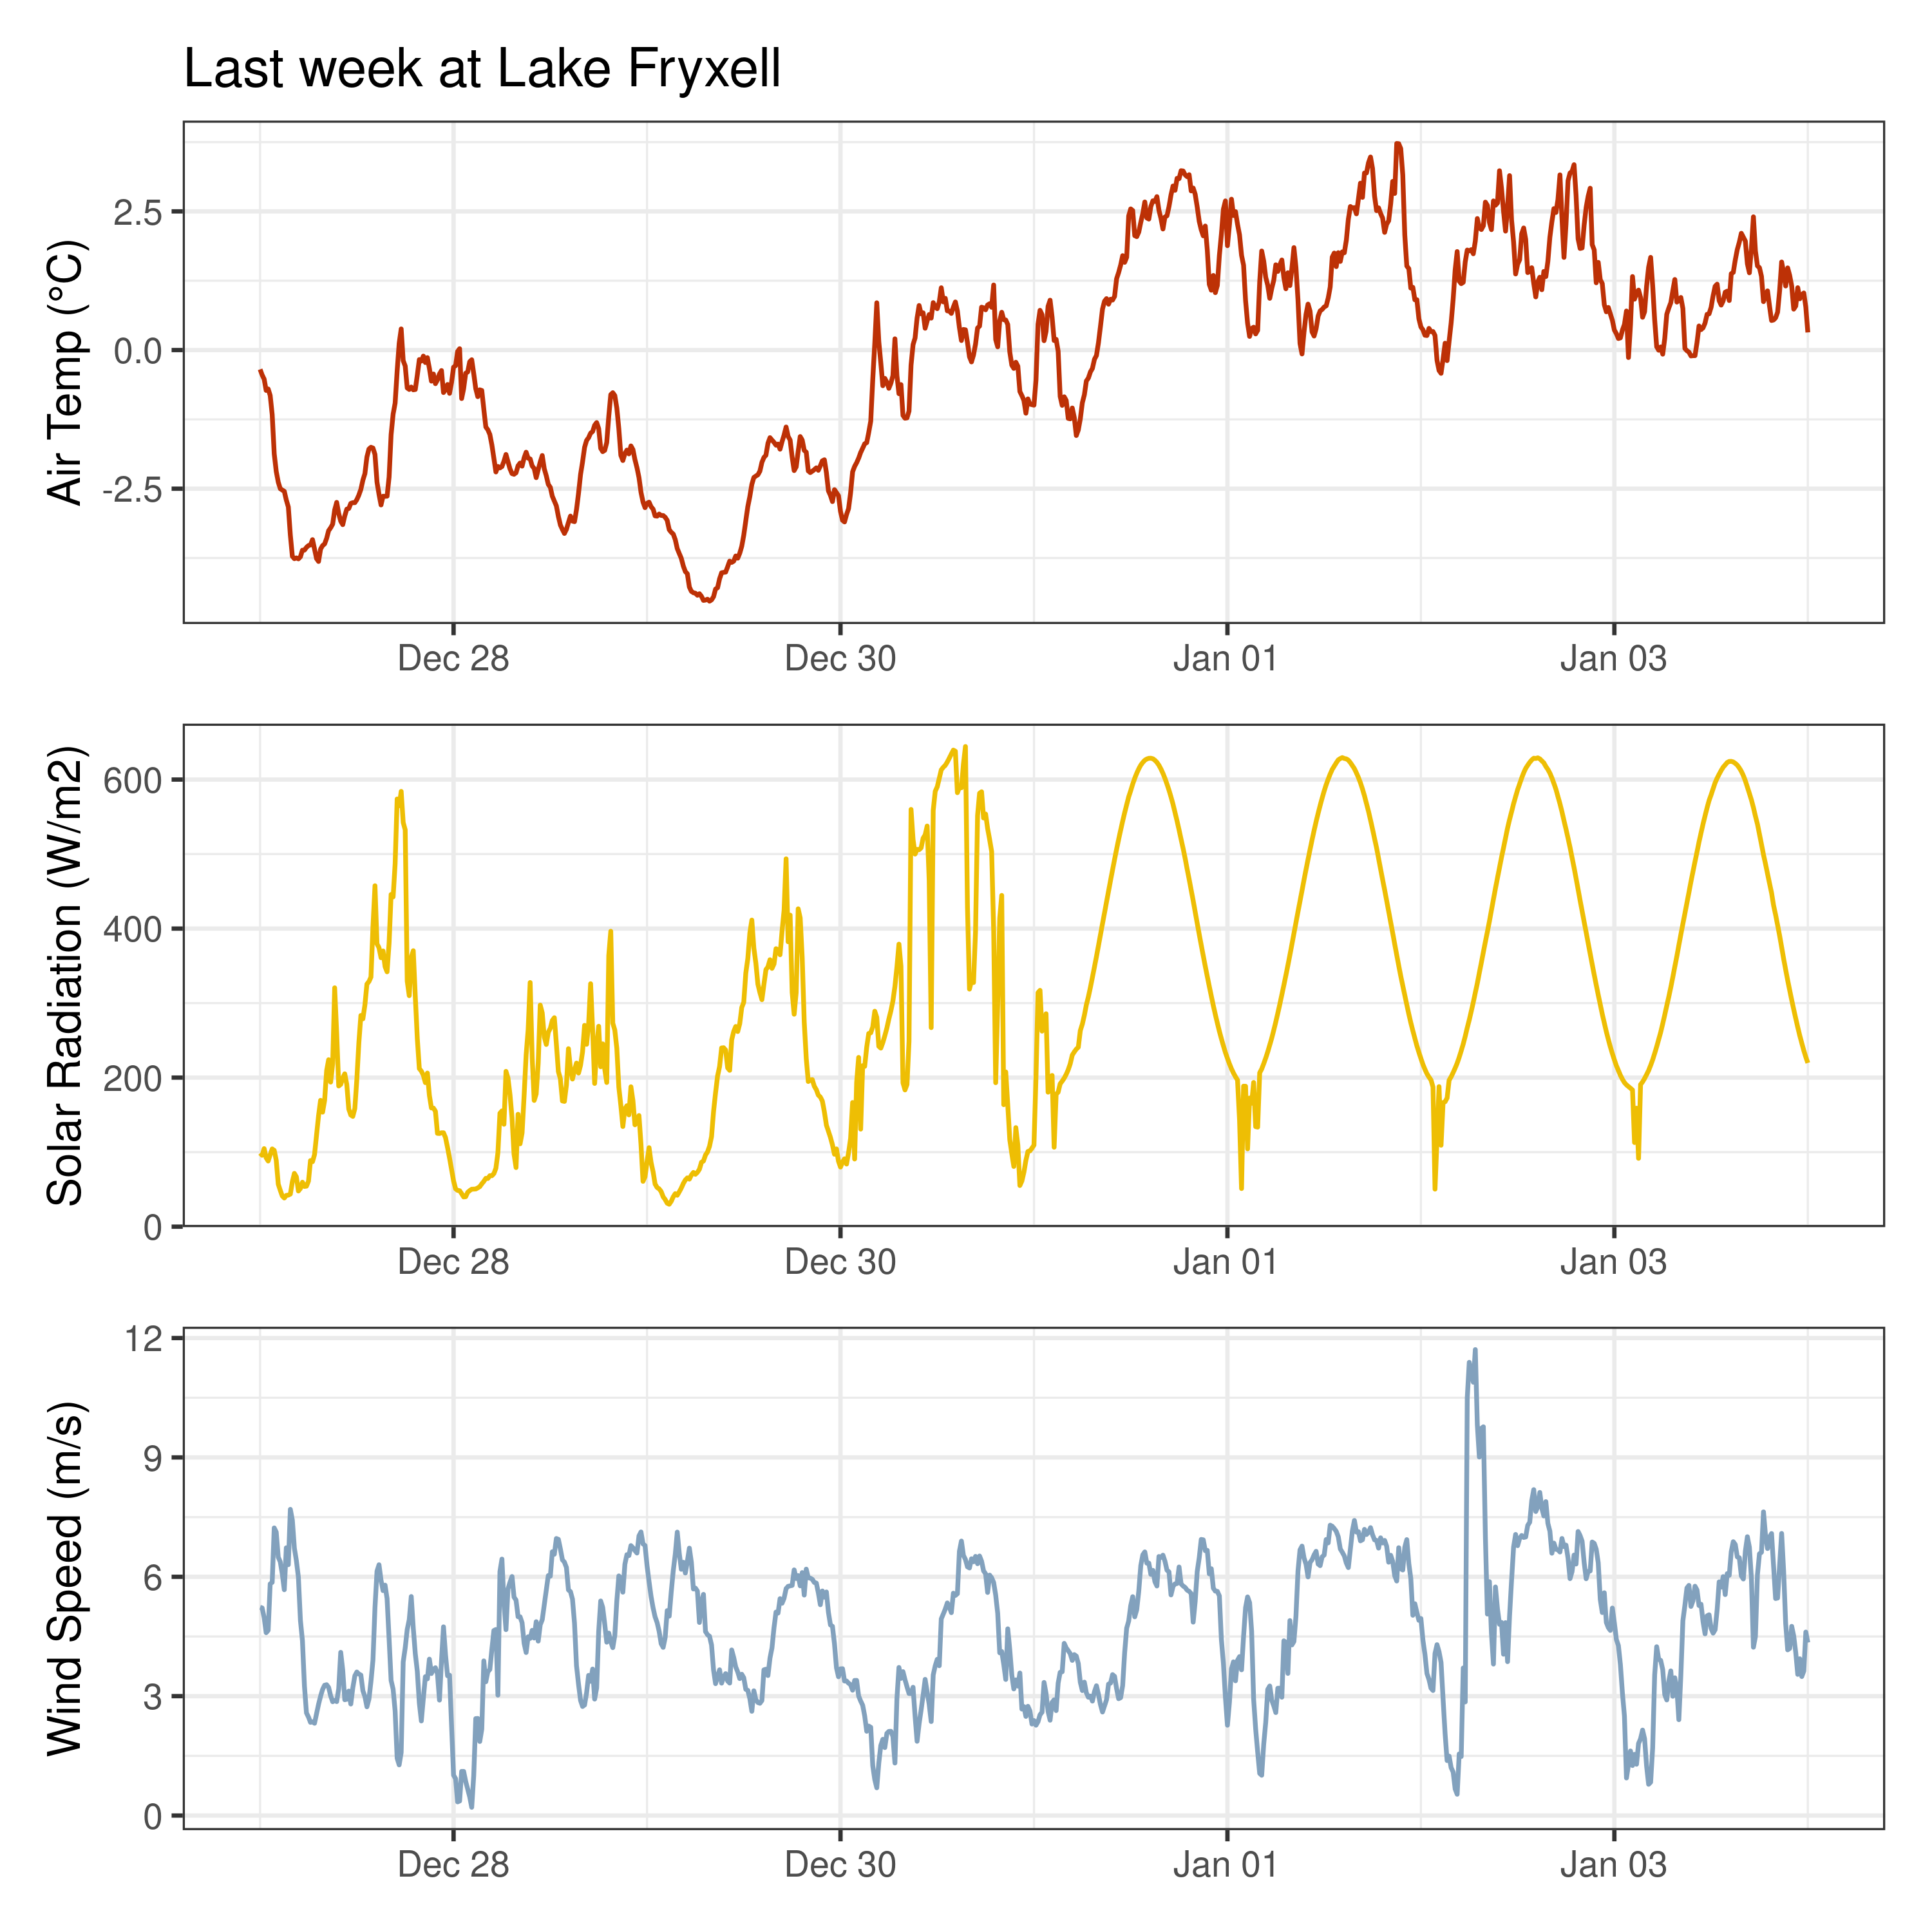 Last week at Lake Fryxell
Air Temp (°C)
2.5
0.0
-2.5
Dec 28 Dec 30 Jan 01 Jan 03
Solar Radiation (W/m2)
600
400
200
0
Dec 28 Dec 30 Jan 01 Jan 03
Wind Speed (m/s)
12
9
6
3
0
Dec 28 Dec 30 Jan 01 Jan 03